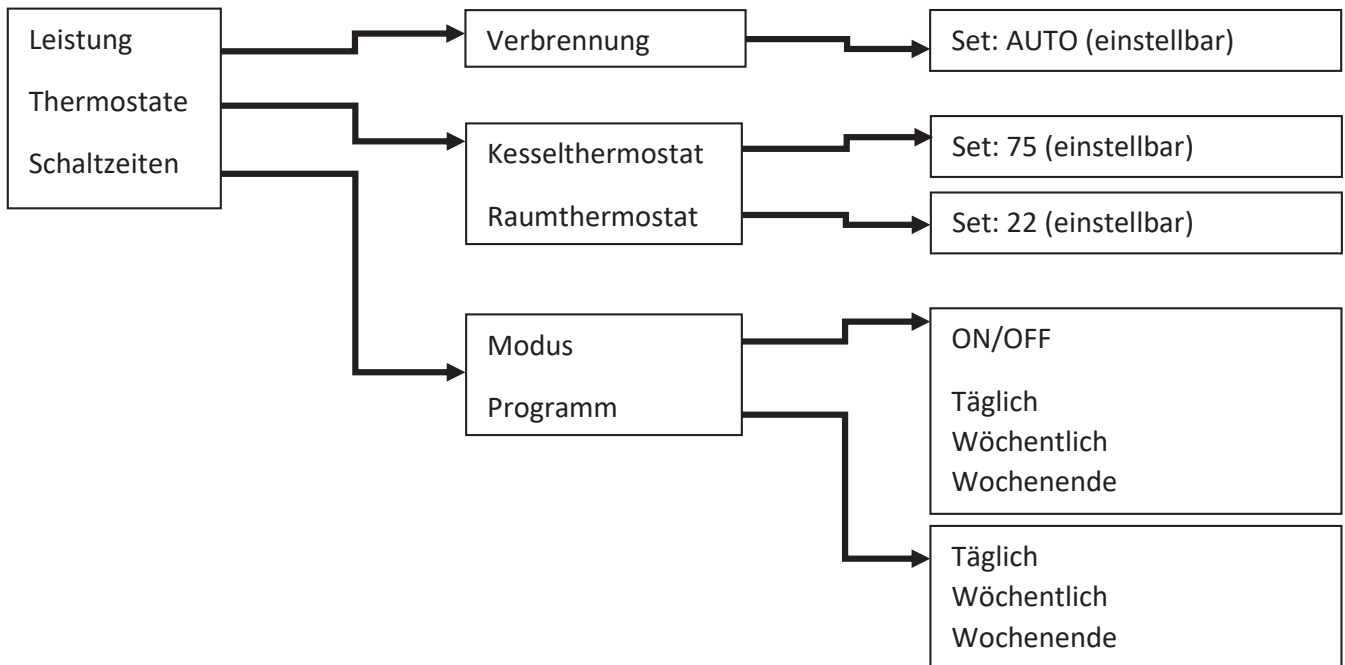 Leistung
Thermostate
Schaltzeiten
Verbrennung
Set: AUTO (einstellbar)
Kesselthermostat
Raumthermostat
Set: 75 (einstellbar)
Set: 22 (einstellbar)
Modus
Programm
ON/OFF
Täglich
Wöchentlich
Wochenende
Täglich
Wöchentlich
Wochenende